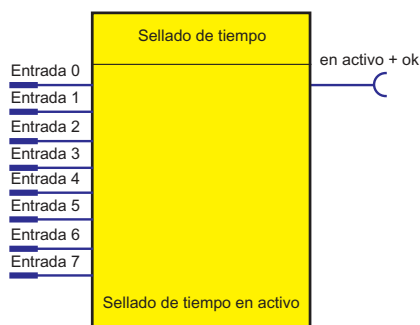 Sellado de tiempo
en activo + ok
Entrada 0
Entrada 1
Entrada 2
Entrada 3
Entrada 4
Entrada 5
Entrada 6
Entrada 7
Sellado de tiempo en activo